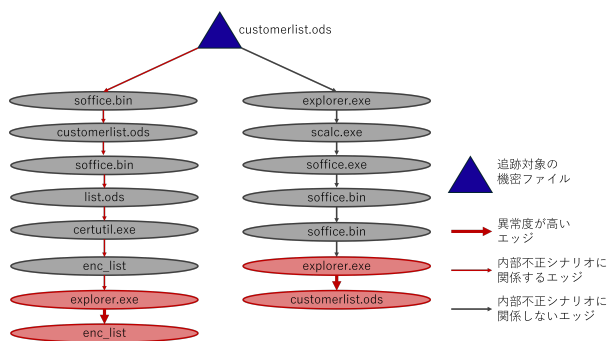 customerlist.ods
soffice.bin
customerlist.ods
soffice.bin
list.ods
certutil.exe
enc_list
explorer.exe
enc_list
explorer.exe
scalc.exe
soffice.exe
soffice.bin
soffice.bin
explorer.exe
customerlist.ods
追跡対象の
機密ファイル
異常度が高い
エッジ
内部不正シナリオに
関係するエッジ
内部不正シナリオに
関係しないエッジ